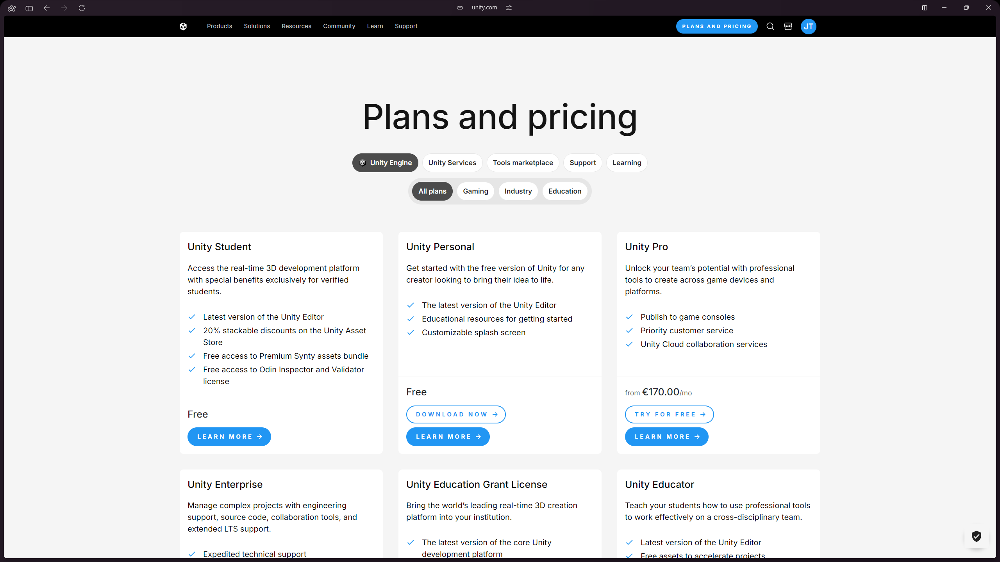 unity.com
Products
Solutions
Resources
Community
Learn
Support
PLANS AND PRICING
JT
Plans and pricing
Unity Engine
Unity Services
Tools marketplace
Support
Learning
All plans
Gaming
Industry
Education
Unity Student
Access the real-time 3D development platform
with special benefits exclusively for verified
students.
Latest version of the Unity Editor
20% stackable discounts on the Unity Asset
Store
Free access to Premium Synty assets bundle
Free access to Odin Inspector and Validator
license
Free
LEARN MORE →
Unity Personal
Get started with the free version of Unity for any
creator looking to bring their idea to life.
The latest version of the Unity Editor
Educational resources for getting started
Customizable splash screen
Free
DOWNLOAD NOW →
LEARN MORE →
Unity Pro
Unlock your team’s potential with professional
tools to create across game devices and
platforms.
Publish to game consoles
Priority customer service
Unity Cloud collaboration services
from €170.00/mo
TRY FOR FREE →
LEARN MORE →
Unity Enterprise
Manage complex projects with engineering
support, source code, collaboration tools, and
extended LTS support.
Expedited technical support
Unity Education Grant License
Bring the world’s leading real-time 3D creation
platform into your institution.
The latest version of the core Unity
development platform
Unity Educator
Teach your students how to use professional tools
to work effectively on a cross-disciplinary team.
Latest version of the Unity Editor
Free assets to accelerate projects